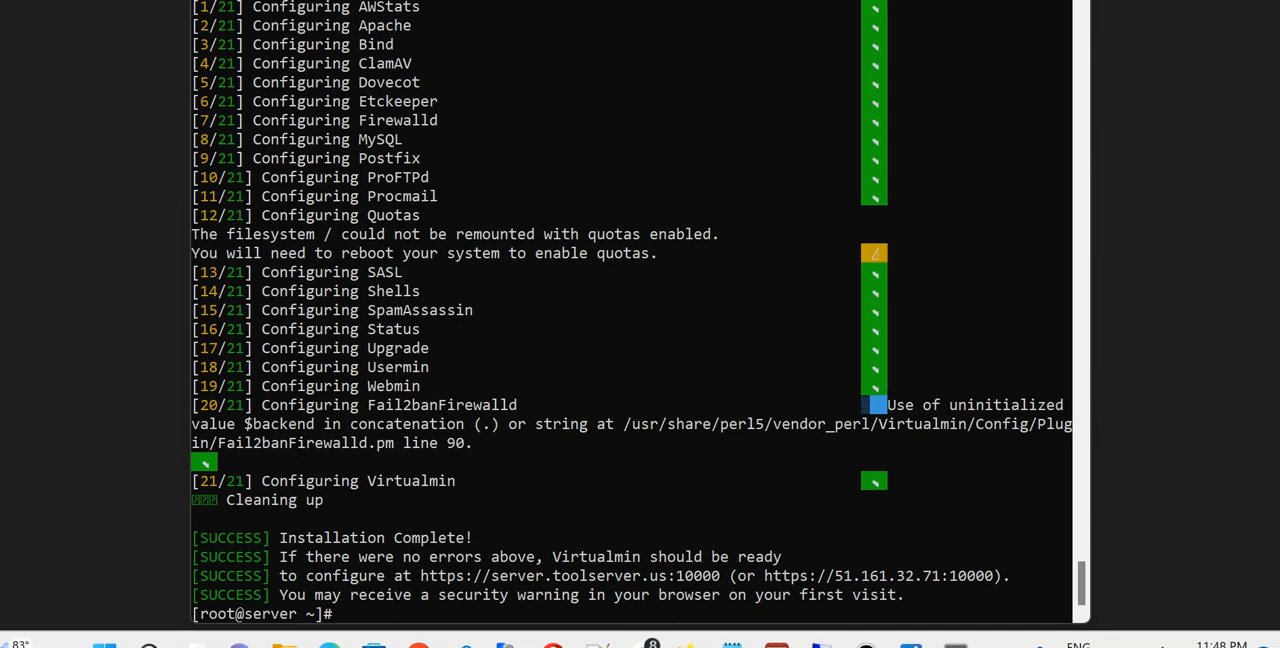 [1/21] Configuring AWStats
[2/21] Configuring Apache
[3/21] Configuring Bind
[4/21] Configuring ClamAV
[5/21] Configuring Dovecot
[6/21] Configuring Etckeeper
[7/21] Configuring Firewalld
[8/21] Configuring MySQL
[9/21] Configuring Postfix
[10/21] Configuring ProFTPd
[11/21] Configuring Procmail
[12/21] Configuring Quotas
The filesystem / could not be remounted with quotas enabled.
You will need to reboot your system to enable quotas.
[13/21] Configuring SASL
[14/21] Configuring Shells
[15/21] Configuring SpamAssassin
[16/21] Configuring Status
[17/21] Configuring Upgrade
[18/21] Configuring Usermin
[19/21] Configuring Webmin
[20/21] Configuring Fail2banFirewalld Use of uninitialized
value $backend in concatenation (.) or string at /usr/share/perl5/vendor_perl/Virtualmin/Config/Plug
in/Fail2banFirewalld.pm line 90.
[21/21] Configuring Virtualmin
Cleaning up
[SUCCESS] Installation Complete!
[SUCCESS] If there were no errors above, Virtualmin should be ready
[SUCCESS] to configure at https://server.toolserver.us:10000 (or https://51.161.32.71:10000).
[SUCCESS] You may receive a security warning in your browser on your first visit.
[root@server ~]#
83° 8 ENG 11:48 PM